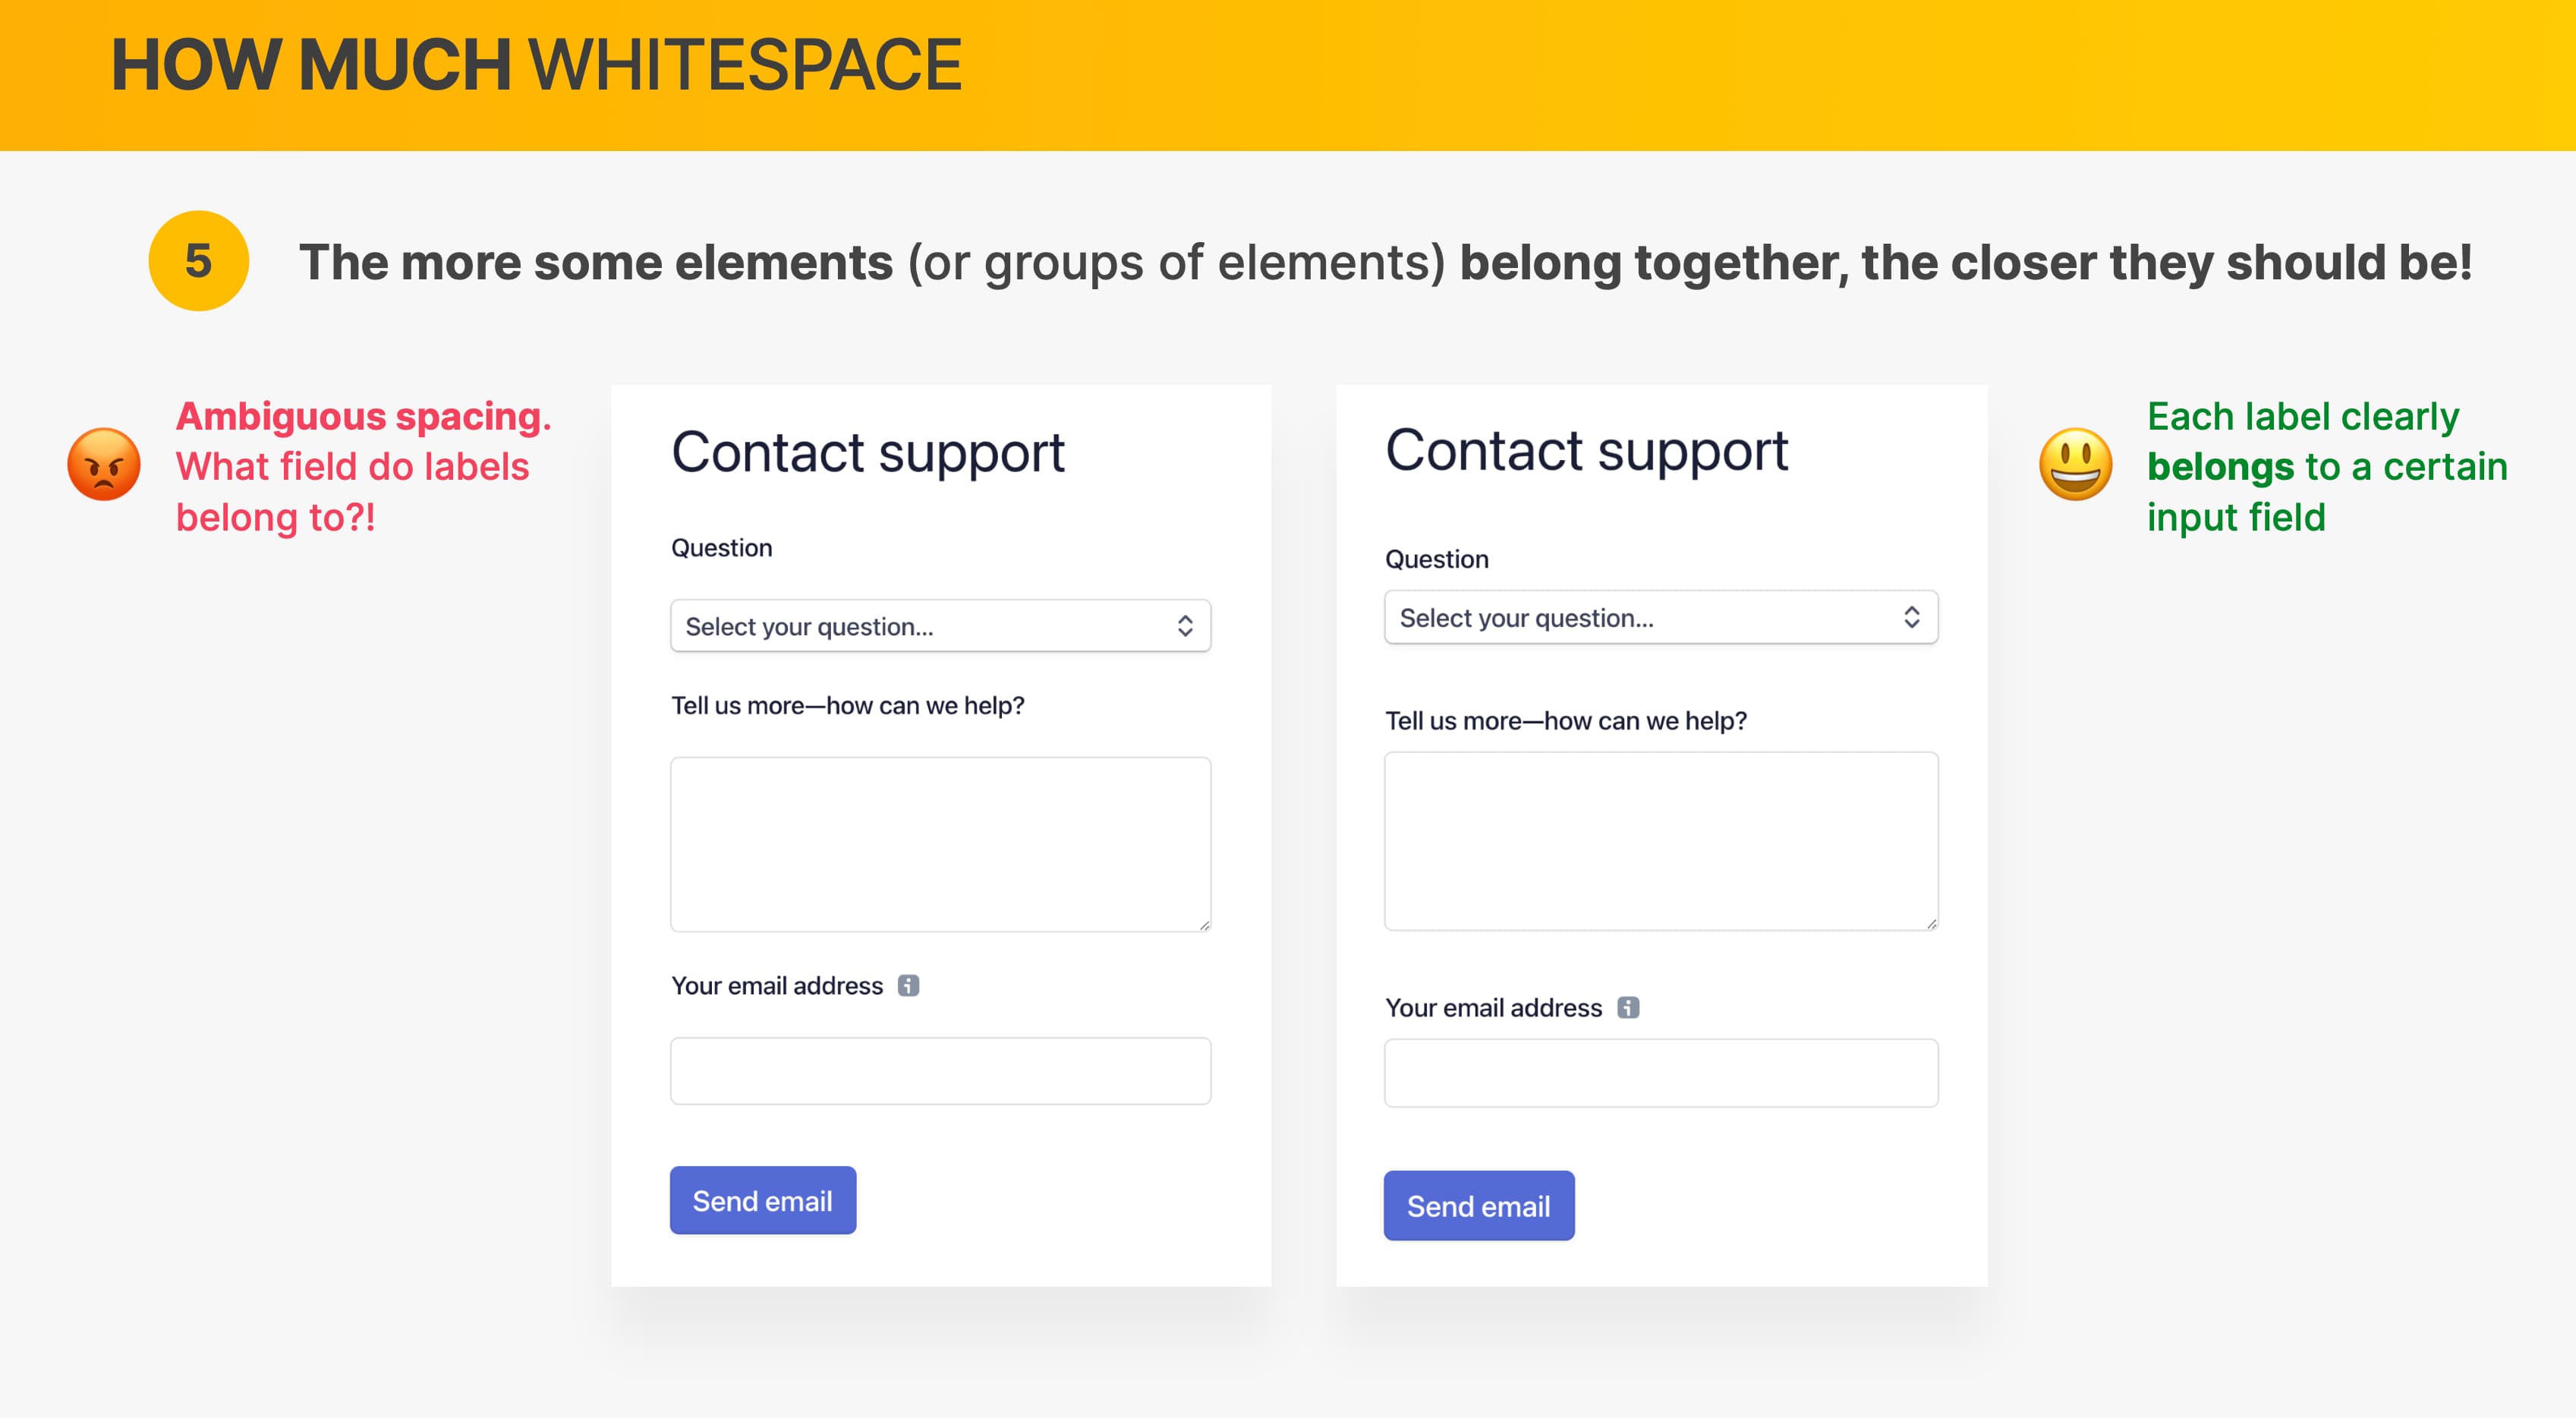 HOW MUCH WHITESPACE
5
The more some elements (or groups of elements) belong together, the closer they should be!
Ambiguous spacing.
What field do labels
belong to?!
Contact support
Question
Select your question...
Tell us more—how can we help?
Your email address
Send email
Contact support
Question
Select your question...
Tell us more—how can we help?
Your email address
Send email
Each label clearly
belongs to a certain
input field